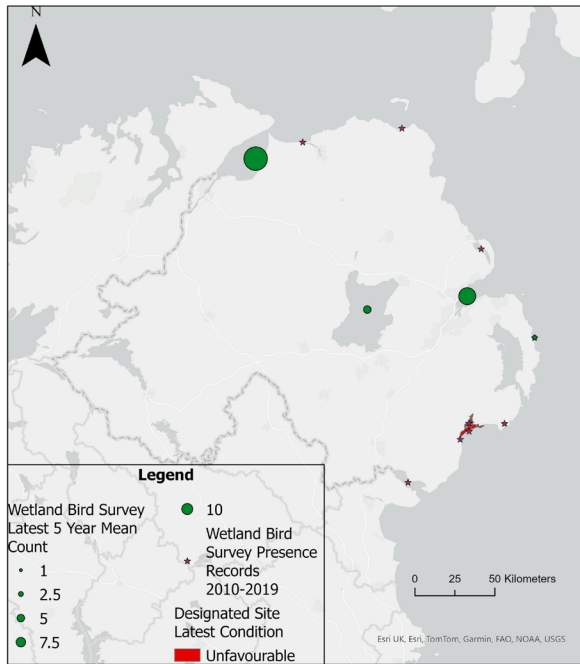 N
Legend
Wetland Bird Survey
Latest 5 Year Mean
Count
1
2.5
5
7.5
10
Wetland Bird
Survey Presence
Records
2010-2019
Designated Site
Latest Condition
Unfavourable
0 25 50 Kilometers
Esri UK, Esri, TomTom, Garmin, FAO, NOAA, USGS